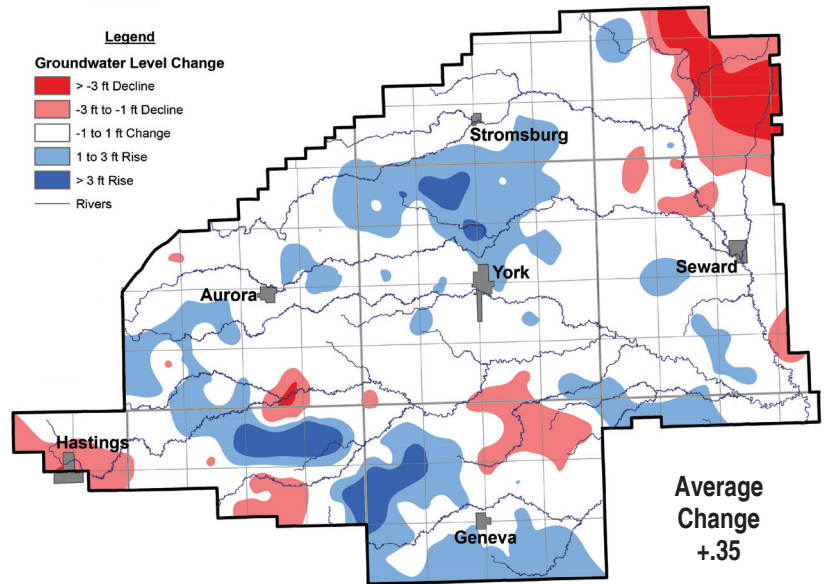 Legend
Groundwater Level Change
> -3 ft Decline
-3 ft to -1 ft Decline
-1 to 1 ft Change
1 to 3 ft Rise
> 3 ft Rise
Rivers
Stromsburg
York
Seward
Aurora
Hastings
Geneva
Average
Change
+.35